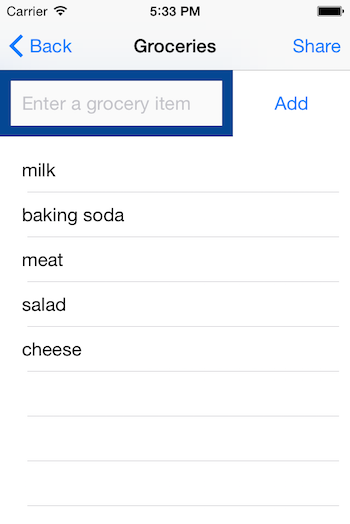 Carrier 5:33 PM
Back Groceries Share
Enter a grocery item Add
milk
baking soda
meat
salad
cheese